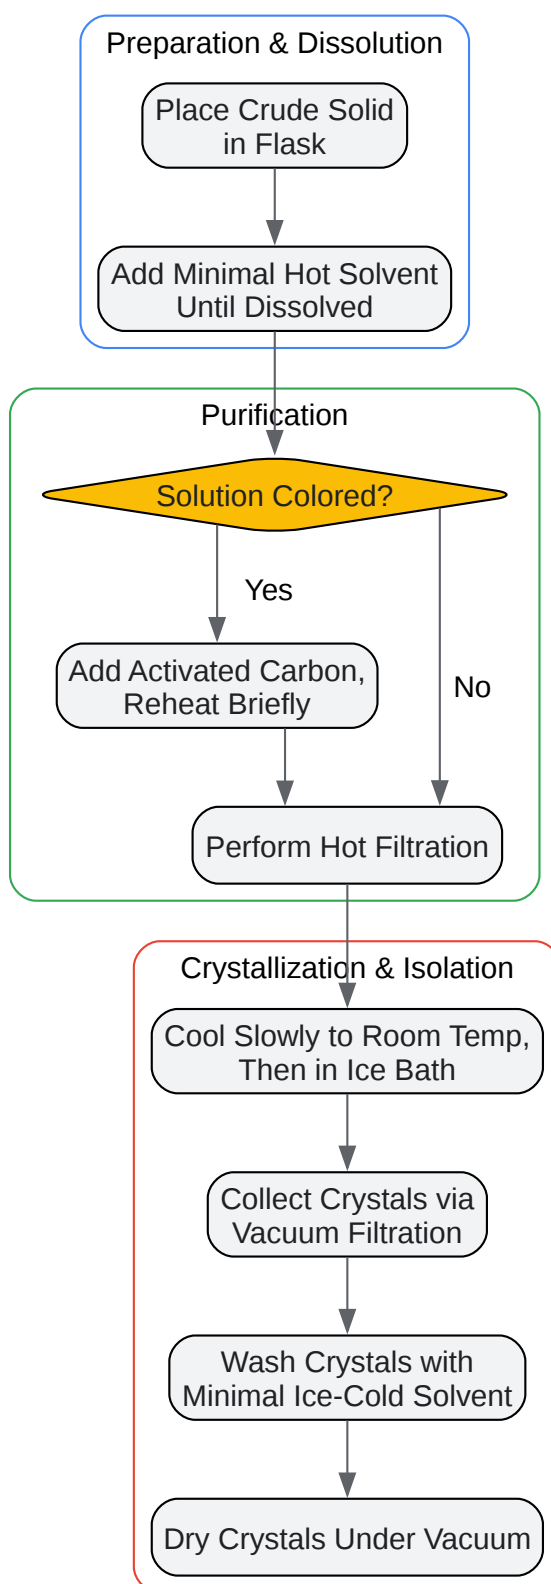 Preparation & Dissolution
Place Crude Solid
in Flask
Add Minimal Hot Solvent
Until Dissolved
Purification
Solution Colored?
Yes
Add Activated Carbon,
Reheat Briefly
No
Perform Hot Filtration
Crystallization & Isolation
Cool Slowly to Room Temp,
Then in Ice Bath
Collect Crystals via
Vacuum Filtration
Wash Crystals with
Minimal Ice-Cold Solvent
Dry Crystals Under Vacuum